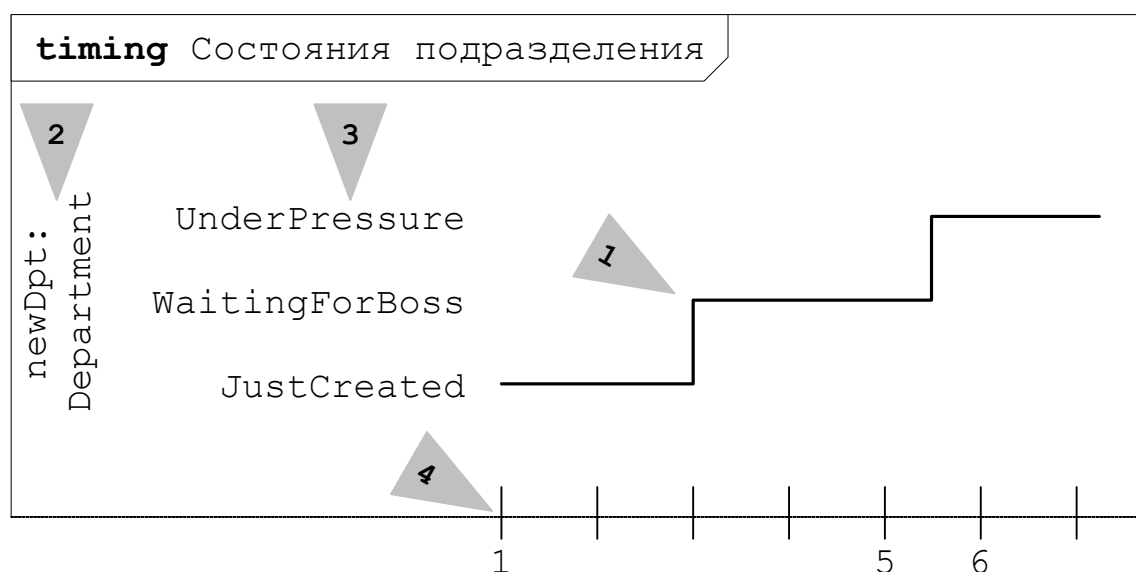 timing Состояния подразделения
2
3
newDpt:
Department
UnderPressure
1
WaitingForBoss
JustCreated
4
1 5 6